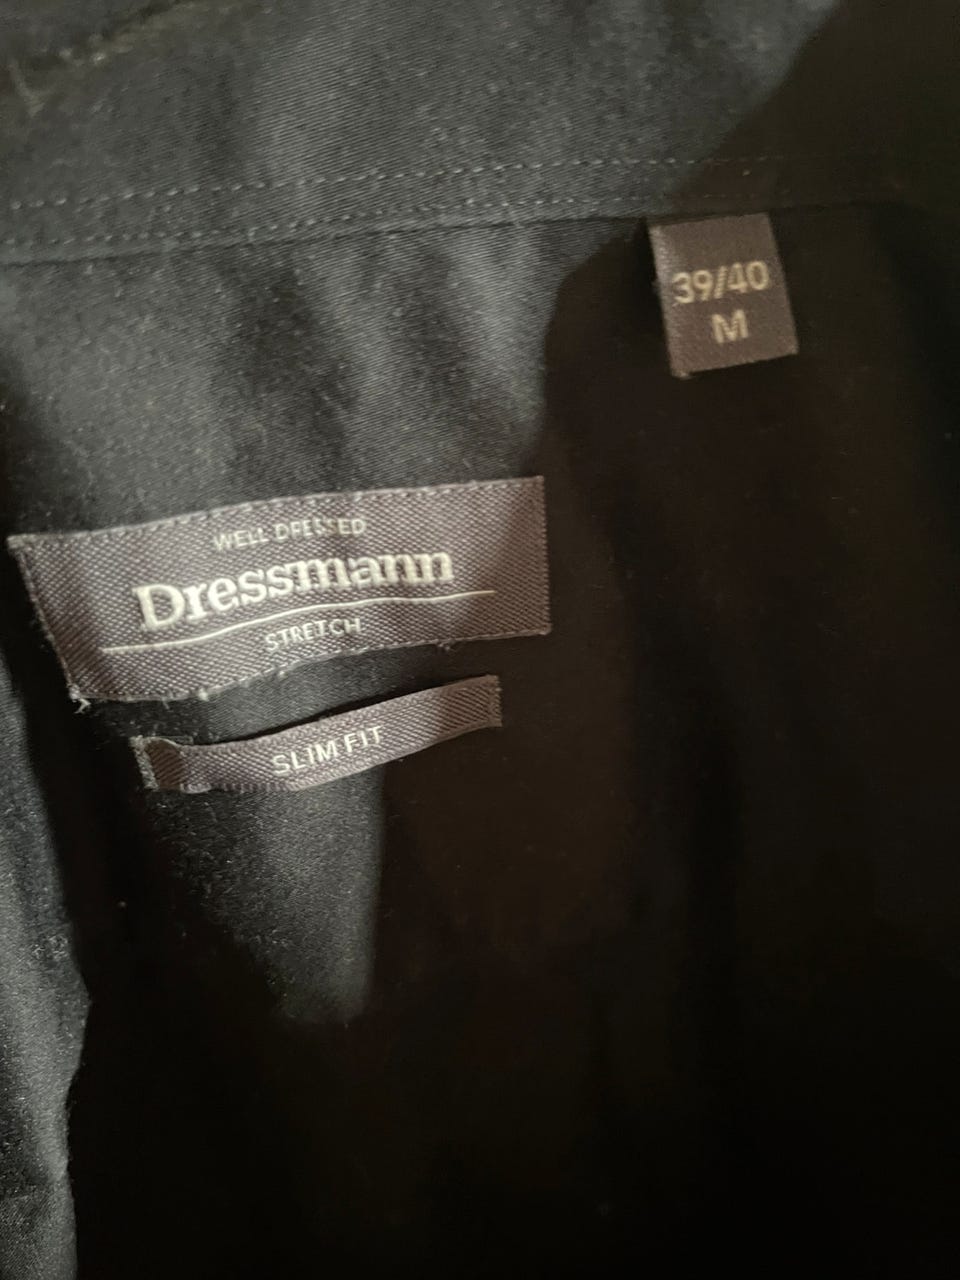 39/40
M
WELL DRESSED
Dressmann
STRETCH
SLIM FIT